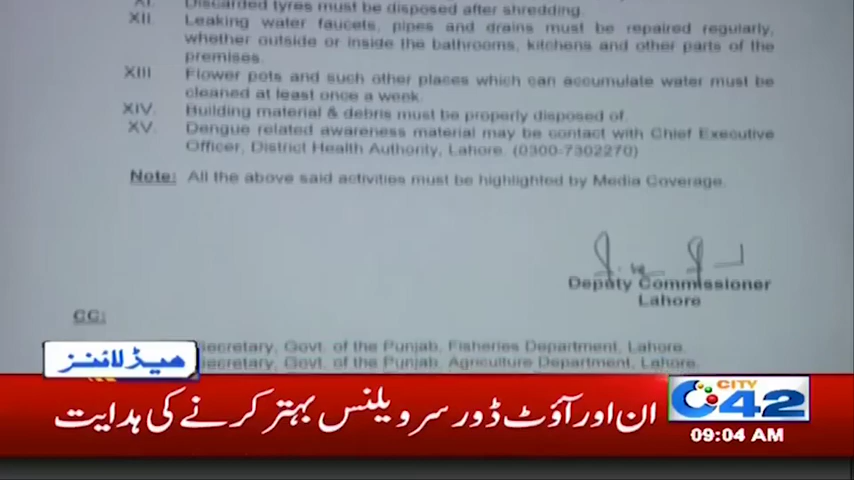 XI. Discarded tyres must be disposed after shredding.
XII Leaking water faucets, pipes and drains must be repaired regularly,
whether outside or inside the bathrooms, kitchens and other parts of the
premises.
XIII Flower pots and such other places which can accumulate water must be
cleaned at least once a week.
XIV. Building material & debris must be properly disposed of.
XV. Dengue related awareness material may be contact with Chief Executive
Officer, District Health Authority, Lahore. (0300-7302270)
Note: All the above said activities must be highlighted by Media Coverage.
Deputy Commissioner
Lahore
CC:
Secretary, Govt. of the Punjab, Fisheries Department, Lahore.
Secretary, Govt. of the Punjab, Agriculture Department, Lahore.
ہیڈلائنز
ان اور آؤٹ ڈور سرویلنس بہتر کرنے کی ہدایت
CITY
42
09:04 AM